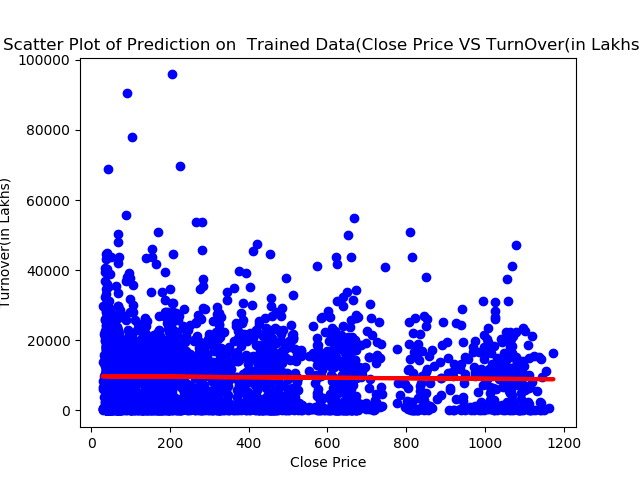 Scatter Plot of Prediction on  Trained Data(Close Price VS TurnOver(in Lakhs
Turnover(in Lakhs)
100000
80000
60000
40000
20000
0
0 200 400 600 800 1000 1200
Close Price